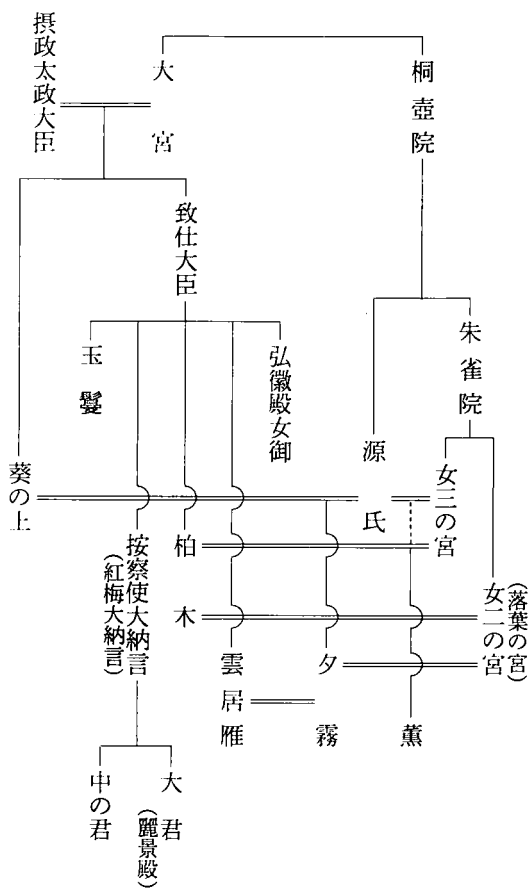 桐壺院
大宮
摂政太政大臣
致仕大臣
朱雀院
源氏
弘徽殿女御
玉鬘
女三の宮
葵の上
柏木
按察使大納言
(紅梅大納言)
女二の宮
(落葉の宮)
雲居雁
夕霧
薫
大君
(麗景殿)
中の君